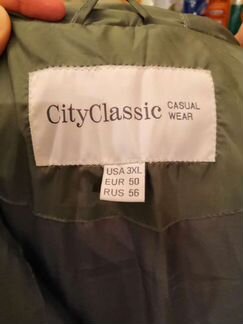 CityClassic CASUAL
WEAR
USA 3XL
EUR 50
RUS 56